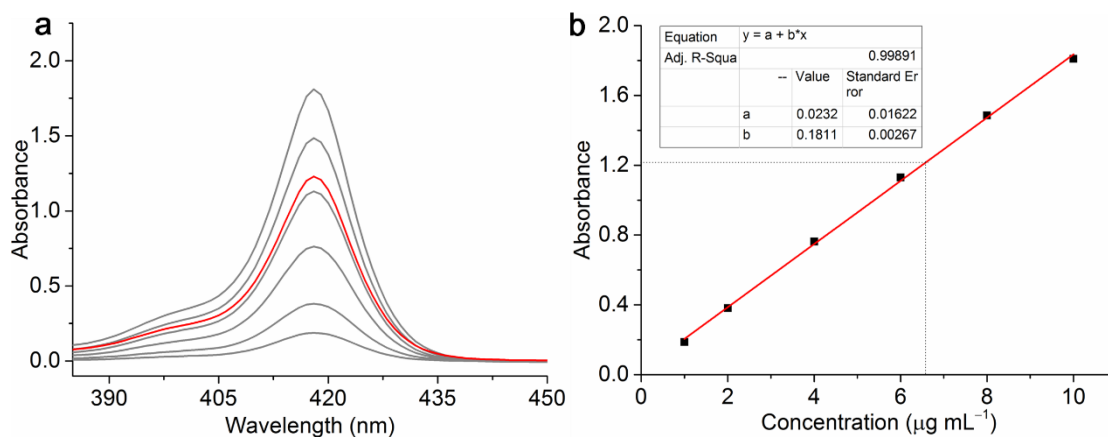 a
2.0
1.5
1.0
0.5
0.0
Absorbance
390 405 420 435 450
Wavelength (nm)
b
2.0
1.6
1.2
0.8
0.4
0.0
Absorbance
Equation y = a + b*x
Adj. R-Squa 0.99891
-- Value Standard Er
ror
a 0.0232 0.01622
b 0.1811 0.00267
0 2 4 6 8 10
Concentration (μg mL⁻¹)